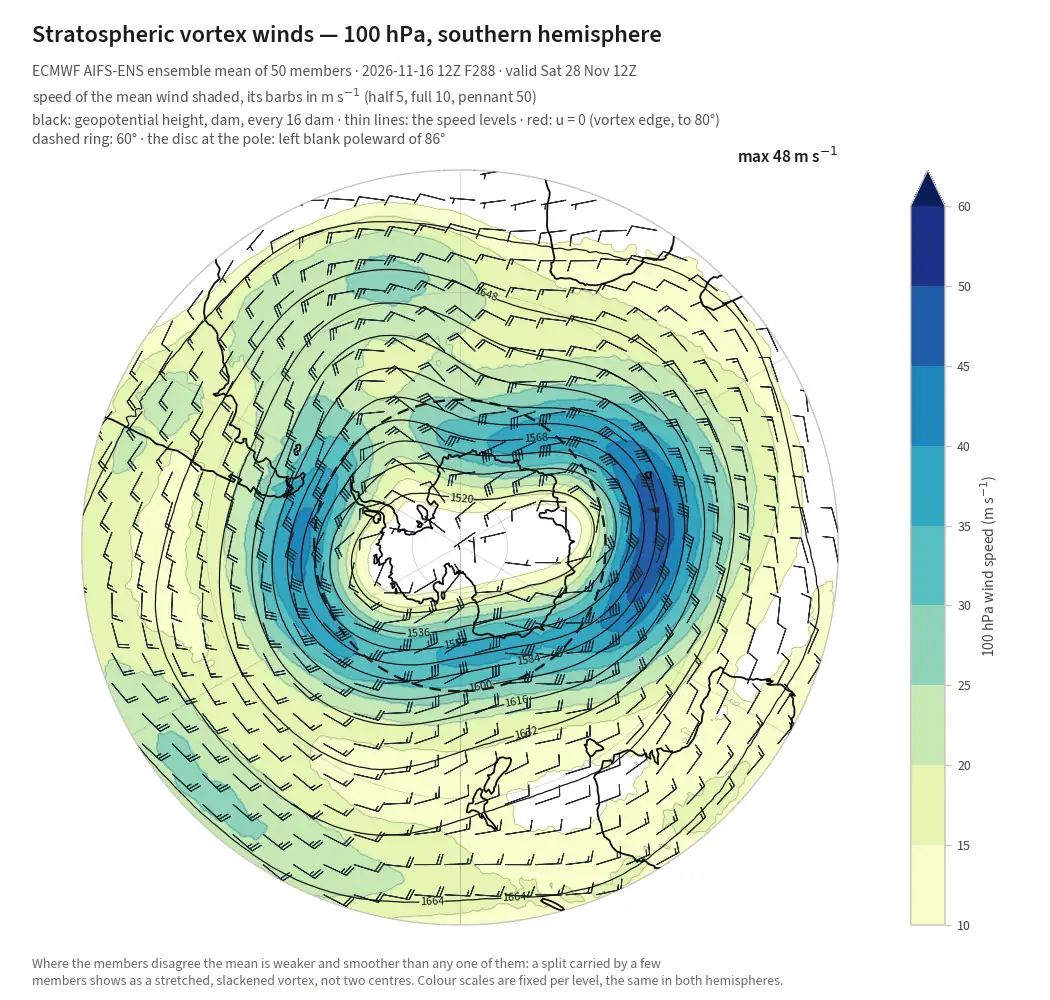 Stratospheric vortex winds — 100 hPa, southern hemisphere
ECMWF AIFS-ENS ensemble mean of 50 members · 2026-11-16 12Z F288 · valid Sat 28 Nov 12Z
speed of the mean wind shaded, its barbs in m s⁻¹ (half 5, full 10, pennant 50)
black: geopotential height, dam, every 16 dam · thin lines: the speed levels · red: u = 0 (vortex edge, to 80°)
dashed ring: 60° · the disc at the pole: left blank poleward of 86°
max 48 m s⁻¹
1648
1568
1520
1536
1552
1584
1600
1616
1632
1664
1664
60
50
45
40
35
30
25
20
15
10
100 hPa wind speed (m s⁻¹)
Where the members disagree the mean is weaker and smoother than any one of them: a split carried by a few
members shows as a stretched, slackened vortex, not two centres. Colour scales are fixed per level, the same in both hemispheres.